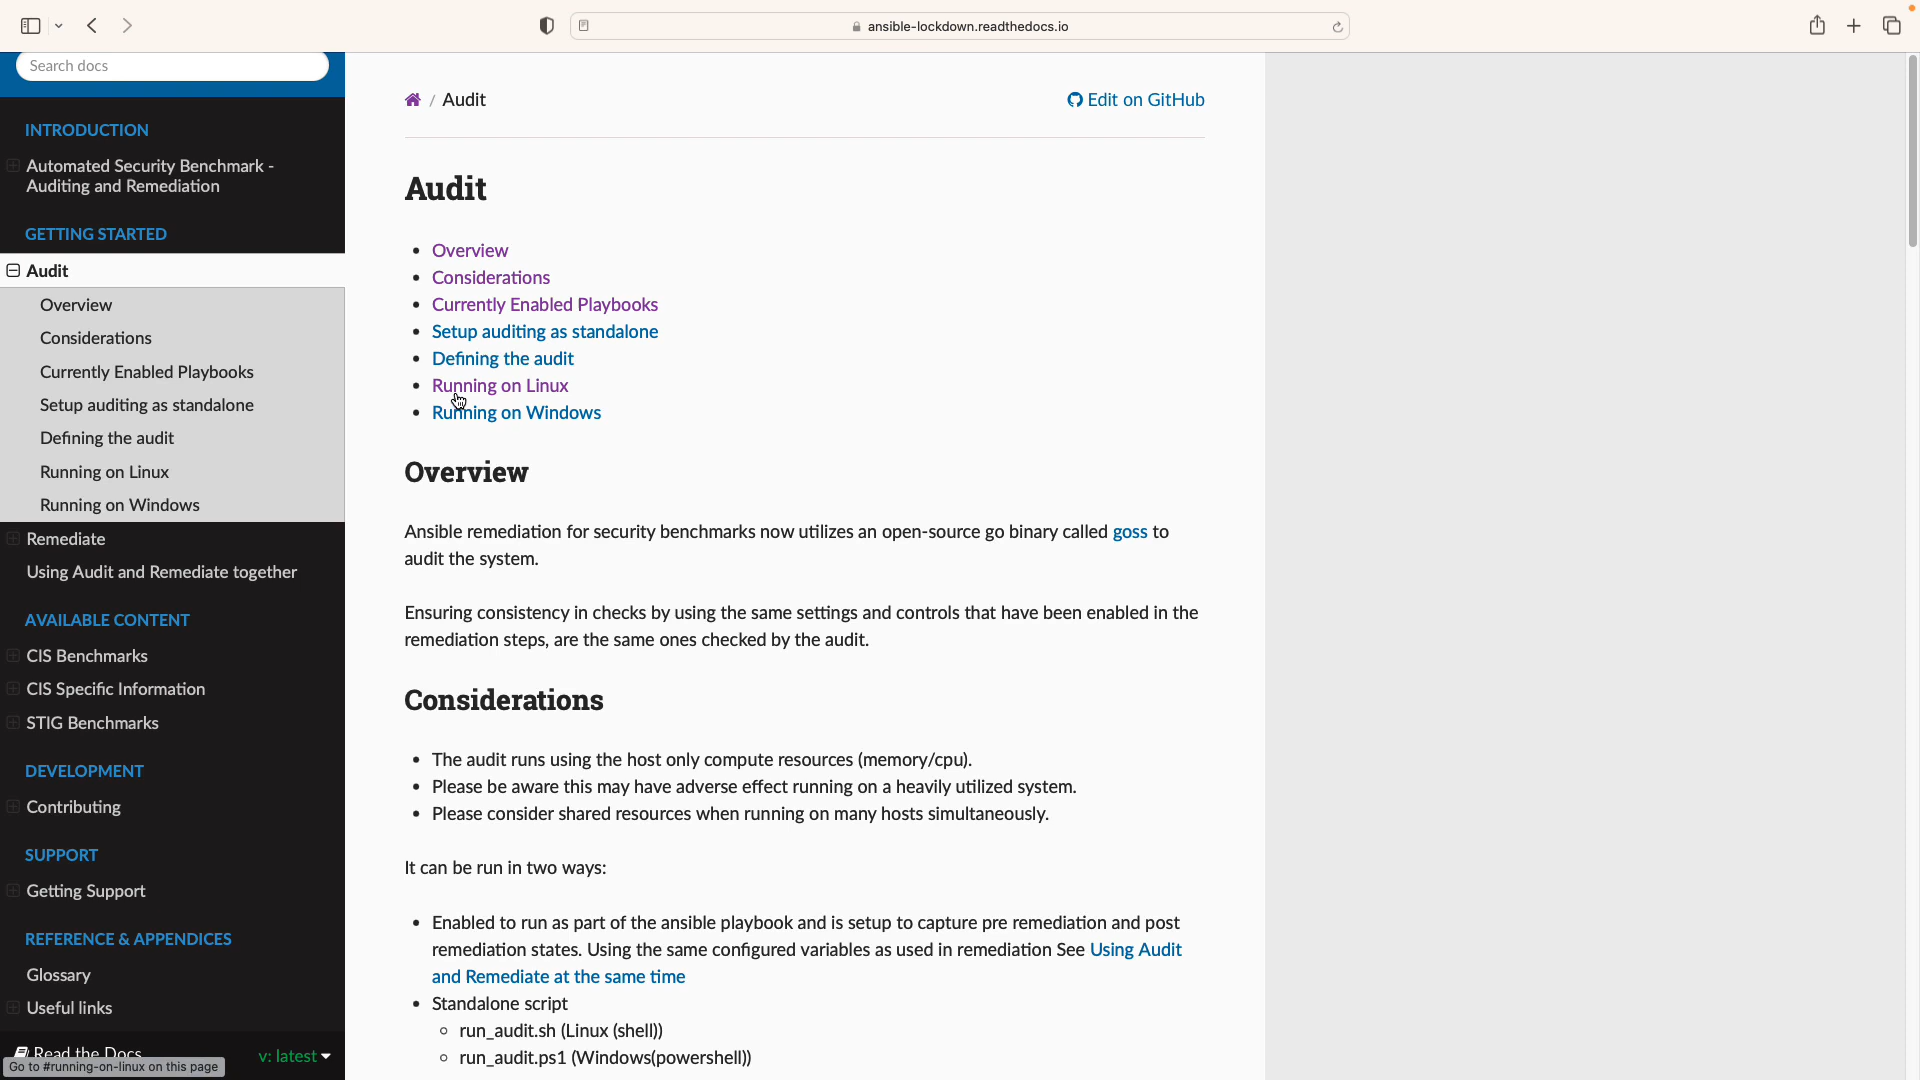 ansible-lockdown.readthedocs.io
Search docs
INTRODUCTION
Automated Security Benchmark -
Auditing and Remediation
GETTING STARTED
Audit
Overview
Considerations
Currently Enabled Playbooks
Setup auditing as standalone
Defining the audit
Running on Linux
Running on Windows
Remediate
Using Audit and Remediate together
AVAILABLE CONTENT
CIS Benchmarks
CIS Specific Information
STIG Benchmarks
DEVELOPMENT
Contributing
SUPPORT
Getting Support
REFERENCE & APPENDICES
Glossary
Useful links
Read the Docs
v: latest
Go to #running-on-linux on this page
/ Audit
Edit on GitHub
Audit
Overview
Considerations
Currently Enabled Playbooks
Setup auditing as standalone
Defining the audit
Running on Linux
Running on Windows
Overview
Ansible remediation for security benchmarks now utilizes an open-source go binary called goss to
audit the system.
Ensuring consistency in checks by using the same settings and controls that have been enabled in the
remediation steps, are the same ones checked by the audit.
Considerations
The audit runs using the host only compute resources (memory/cpu).
Please be aware this may have adverse effect running on a heavily utilized system.
Please consider shared resources when running on many hosts simultaneously.
It can be run in two ways:
Enabled to run as part of the ansible playbook and is setup to capture pre remediation and post
remediation states. Using the same configured variables as used in remediation See Using Audit
and Remediate at the same time
Standalone script
run_audit.sh (Linux (shell))
run_audit.ps1 (Windows(powershell))